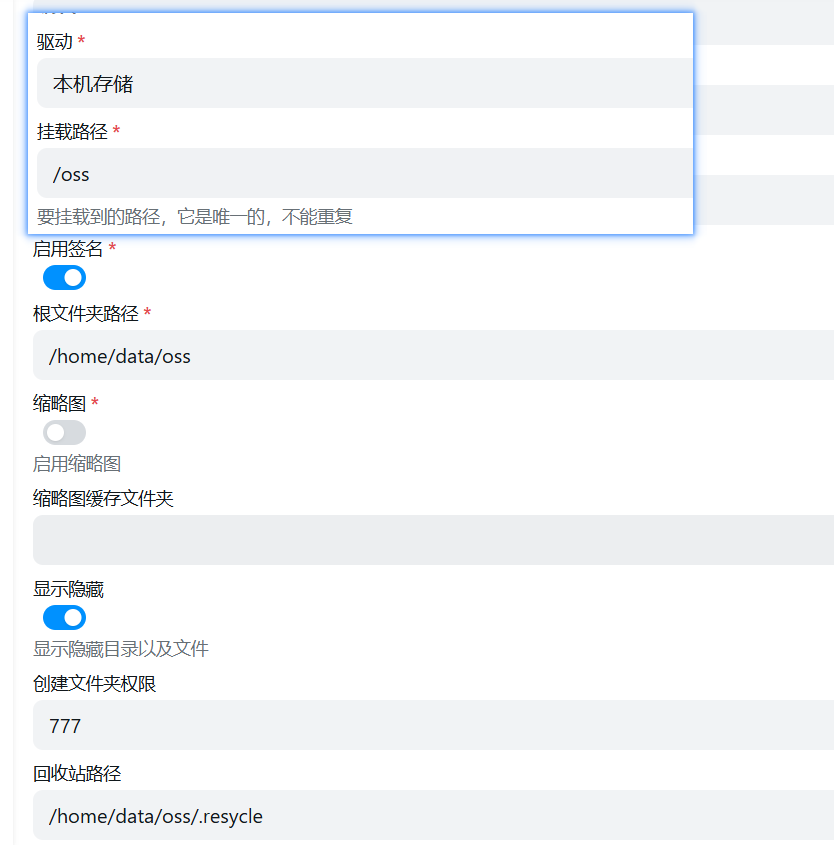 驱动 *
本机存储
挂载路径 *
/oss
要挂载到的路径，它是唯一的，不能重复
启用签名 *
根文件夹路径 *
/home/data/oss
缩略图 *
启用缩略图
缩略图缓存文件夹
显示隐藏
显示隐藏目录以及文件
创建文件夹权限
777
回收站路径
/home/data/oss/.resycle